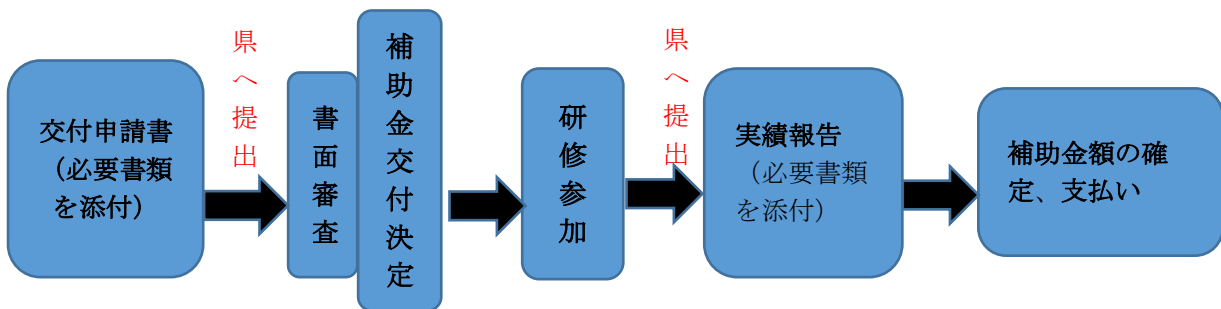 交付申請書
（必要書類
を添付）
県へ提出
書面審査
補助金交付決定
研修参加
県へ提出
実績報告
（必要書類
を添付）
補助金額の確
定、支払い